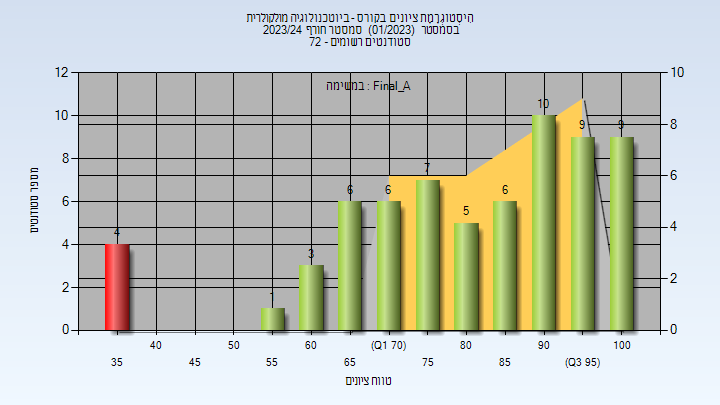 הִיסטוגרמת ציונים בקורס - ביוטכנולוגיה מולקולרית
בסמסטר (01/2023) סמסטר חורף 2023/24
סטודנטים רשומים - 72
במשימה : Final_A
מספר סטודנטים
12 10 8 6 4 2 0
10 8 6 4 2 0
4 1 3 6 6 7 5 6 10 9 9
40 50 60 (Q1 70) 80 90 100
35 45 55 65 75 85 (Q3 95)
טווח ציונים